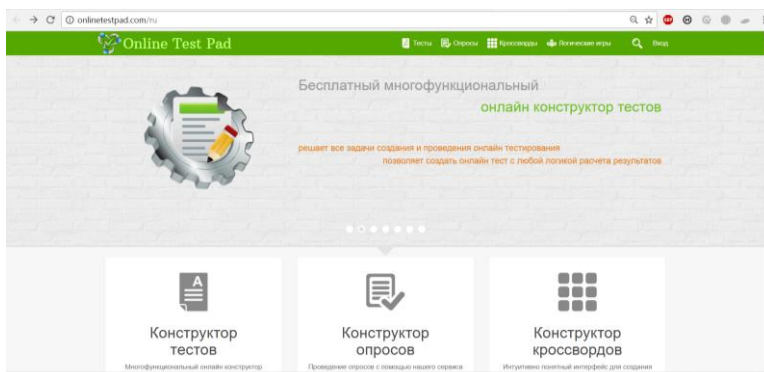 onlinetestpad.com/ru
Online Test Pad
Тесты Опросы Кроссворды Логические игры Вход
Бесплатный многофункциональный
онлайн конструктор тестов
решает все задачи создания и проведения онлайн тестирования
позволяет создать онлайн тест с любой логикой расчета результатов
A
Конструктор
тестов
Многофункциональный онлайн конструктор
Конструктор
опросов
Проведение опросов с помощью нашего сервиса
Конструктор
кроссвордов
Интуитивно понятный интерфейс для создания